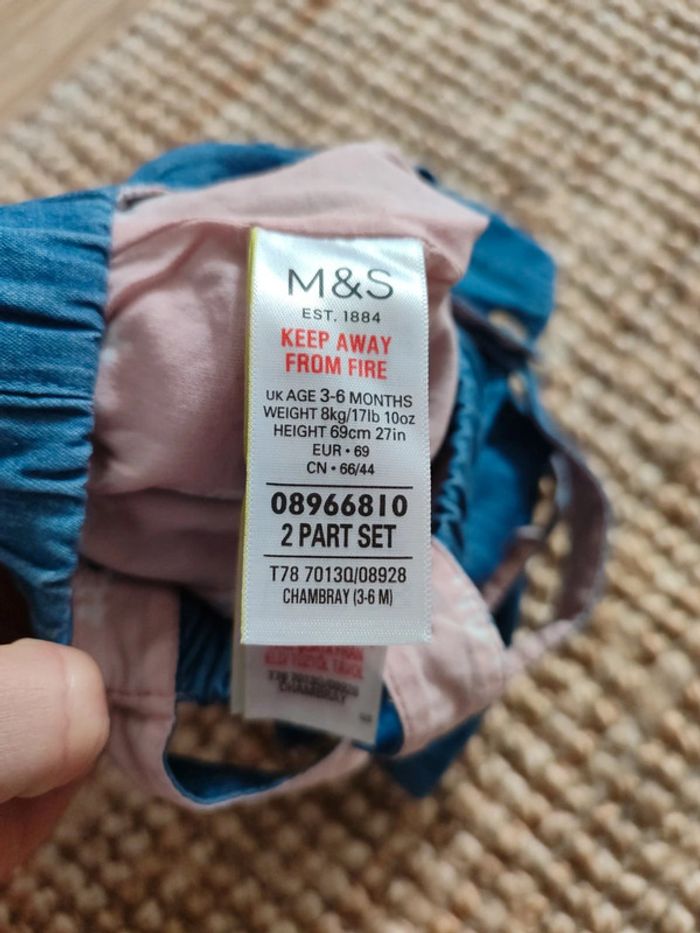 M&S
EST. 1884
KEEP AWAY
FROM FIRE
UK AGE 3-6 MONTHS
WEIGHT 8kg/17lb 10oz
HEIGHT 69cm 27in
EUR • 69
CN • 66/44
08966810
2 PART SET
T78 7013Q/08928
CHAMBRAY (3-6 M)
CHAMBRAY